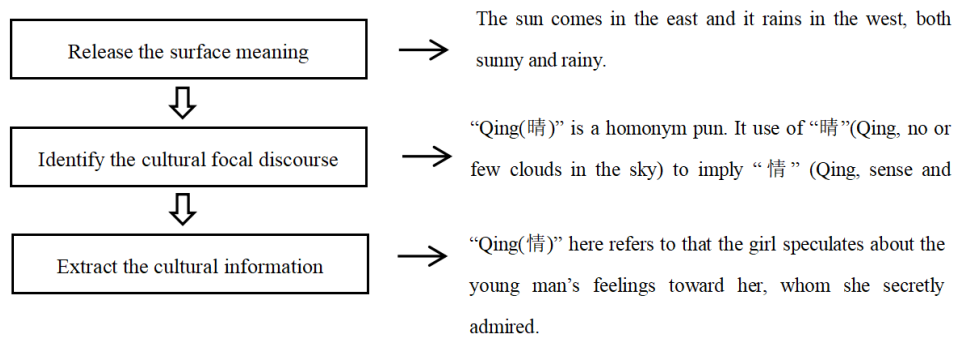 Release the surface meaning
The sun comes in the east and it rains in the west, both
sunny and rainy.
Identify the cultural focal discourse
“Qing(晴)” is a homonym pun. It use of “晴”(Qing, no or
few clouds in the sky) to imply “情” (Qing, sense and
Extract the cultural information
“Qing(情)” here refers to that the girl speculates about the
young man’s feelings toward her, whom she secretly
admired.